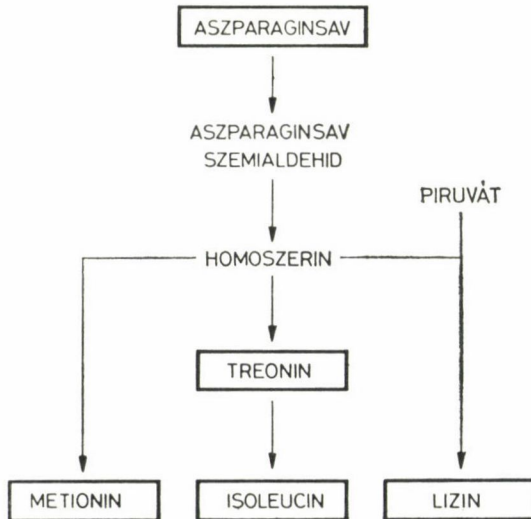 ASZPARAGINSAV
ASZPARAGINSAV
SZEMIALDEHID
PIRUVÁT
HOMOSZERIN
TREONIN
METIONIN
ISOLEUCIN
LIZIN